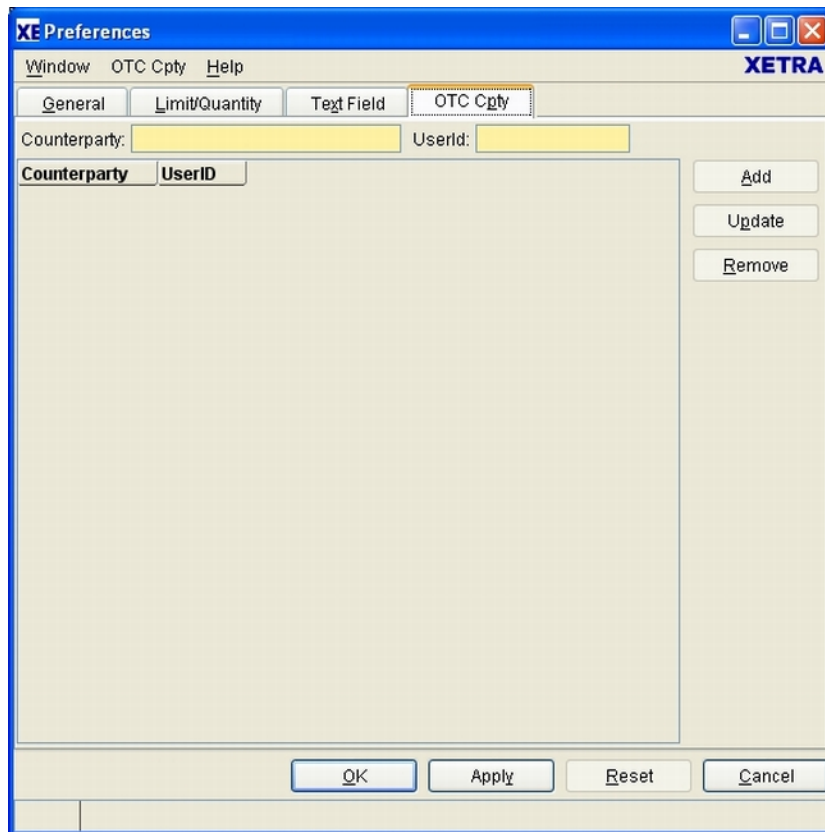 XE Preferences
Window OTC Cpty Help XETRA
General Limit/Quantity Text Field OTC Cpty
Counterparty: UserId:
Counterparty UserID
Add
Update
Remove
OK Apply Reset Cancel